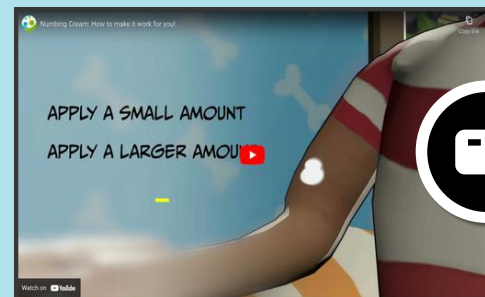 Numbing Cream: How to make it work for you!
Copy link
APPLY A SMALL AMOUNT
APPLY A LARGER
Watch on YouTube